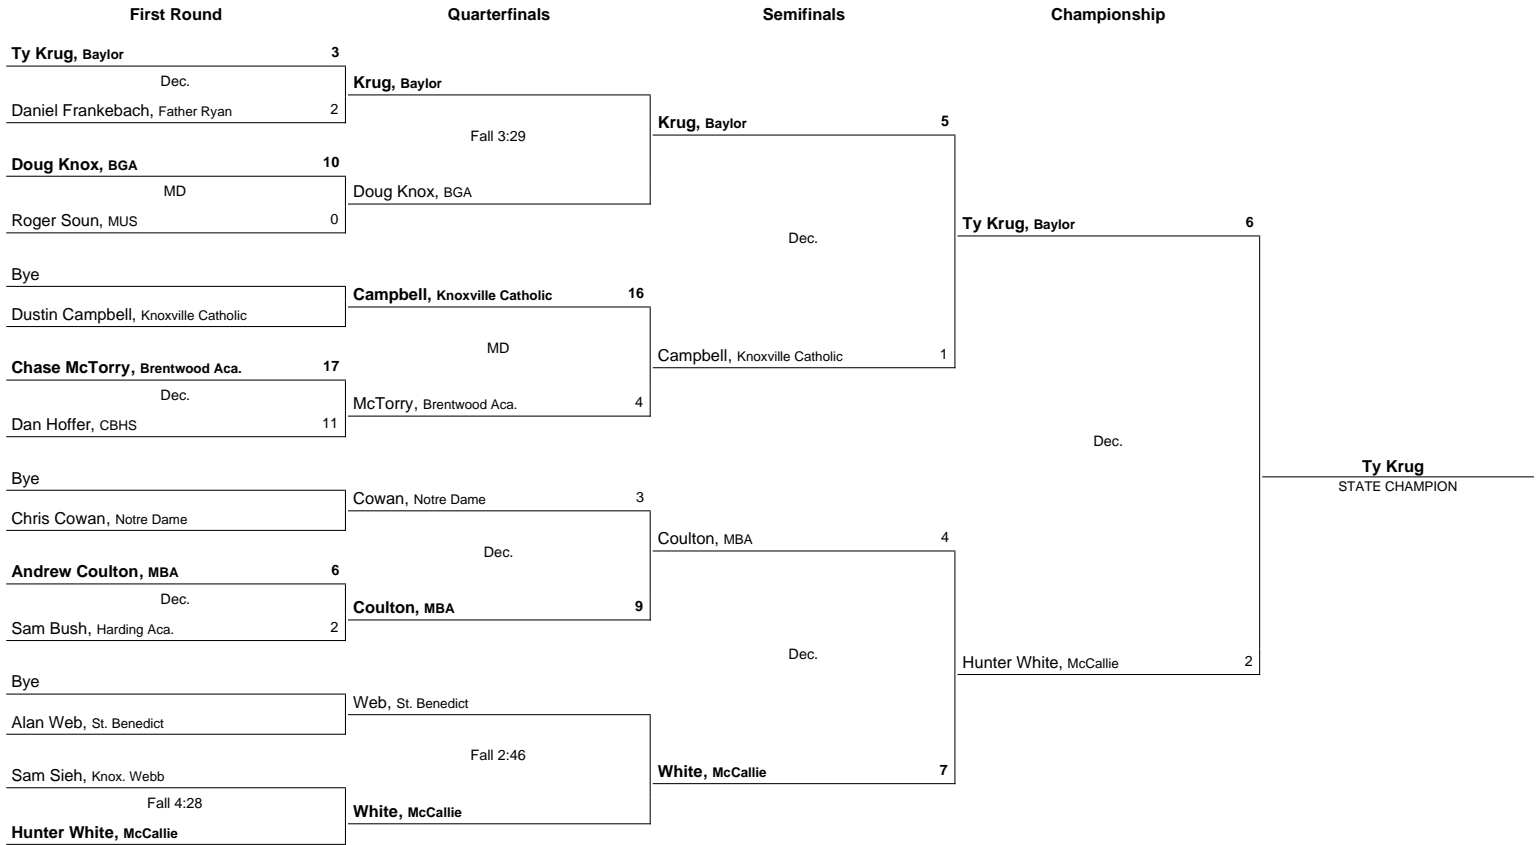 First Round
Quarterfinals
Semifinals
Championship
Ty Krug, Baylor 3
Dec.
Daniel Frankebach, Father Ryan 2
Doug Knox, BGA 10
MD
Roger Soun, MUS 0
Bye
Dustin Campbell, Knoxville Catholic
Chase McTorry, Brentwood Aca. 17
Dec.
Dan Hoffer, CBHS 11
Bye
Chris Cowan, Notre Dame
Andrew Coulton, MBA 6
Dec.
Sam Bush, Harding Aca. 2
Bye
Alan Web, St. Benedict
Sam Sieh, Knox. Webb
Fall 4:28
Hunter White, McCallie
Krug, Baylor
Fall 3:29
Doug Knox, BGA
Campbell, Knoxville Catholic 16
MD
McTorry, Brentwood Aca. 4
Cowan, Notre Dame 3
Dec.
Coulton, MBA 9
Web, St. Benedict
Fall 2:46
White, McCallie
Krug, Baylor 5
Dec.
Campbell, Knoxville Catholic 1
Coulton, MBA 4
Dec.
White, McCallie 7
Ty Krug, Baylor 6
Dec.
Hunter White, McCallie 2
Ty Krug
STATE CHAMPION